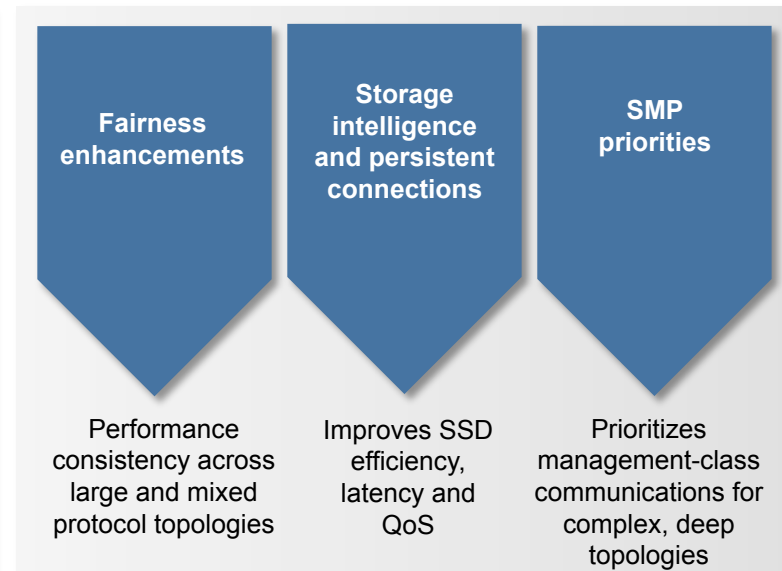 Fairness
enhancements
Performance
consistency across
large and mixed
protocol topologies
Storage
intelligence
and persistent
connections
Improves SSD
efficiency,
latency and
QoS
SMP
priorities
Prioritizes
management-class
communications for
complex, deep
topologies